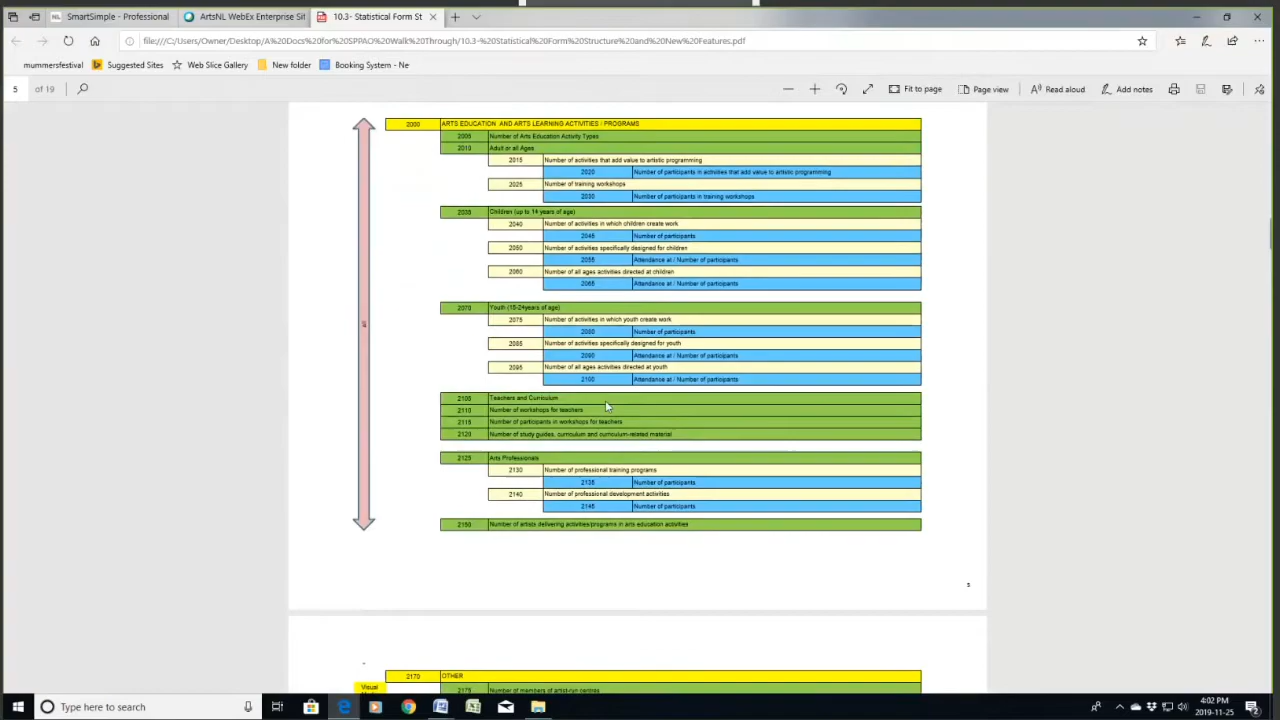 SmartSimple - Professional
ArtsNL WebEx Enterprise Sit
10.3- Statistical Form St
file:///C:/Users/Owner/Desktop/A%20Docs%20for%20SPPAO%20Walk%20Through/10.3-%20Statistical%20Form%20Structure%20and%20New%20Features.pdf
mummersfestival
Suggested Sites
Web Slice Gallery
New folder
Booking System - Ne
5 of 19
Fit to page
Page view
Read aloud
Add notes
2000 ARTS EDUCATION AND ARTS LEARNING ACTIVITIES / PROGRAMS
2005 Number of Arts Education Activity Types
2010 Adult or all Ages
2015 Number of activities that add value to artistic programming
2020 Number of participants in activities that add value to artistic programming
2025 Number of training workshops
2030 Number of participants in training workshops
2035 Children (up to 14 years of age)
2040 Number of activities in which children create work
2045 Number of participants
2050 Number of activities specifically designed for children
2055 Attendance at / Number of participants
2060 Number of all ages activities directed at children
2065 Attendance at / Number of participants
all
2070 Youth (15-24years of age)
2075 Number of activities in which youth create work
2080 Number of participants
2085 Number of activities specifically designed for youth
2090 Attendance at / Number of participants
2095 Number of all ages activities directed at youth
2100 Attendance at / Number of participants
2105 Teachers and Curriculum
2110 Number of workshops for teachers
2115 Number of participants in workshops for teachers
2120 Number of study guides, curriculum and curriculum-related material
2125 Arts Professionals
2130 Number of professional training programs
2135 Number of participants
2140 Number of professional development activities
2145 Number of participants
2150 Number of artists delivering activities/programs in arts education activities
5
2170 OTHER
Visual
2175 Number of members of artist-run centres
Type here to search
4:02 PM
2019-11-25
2